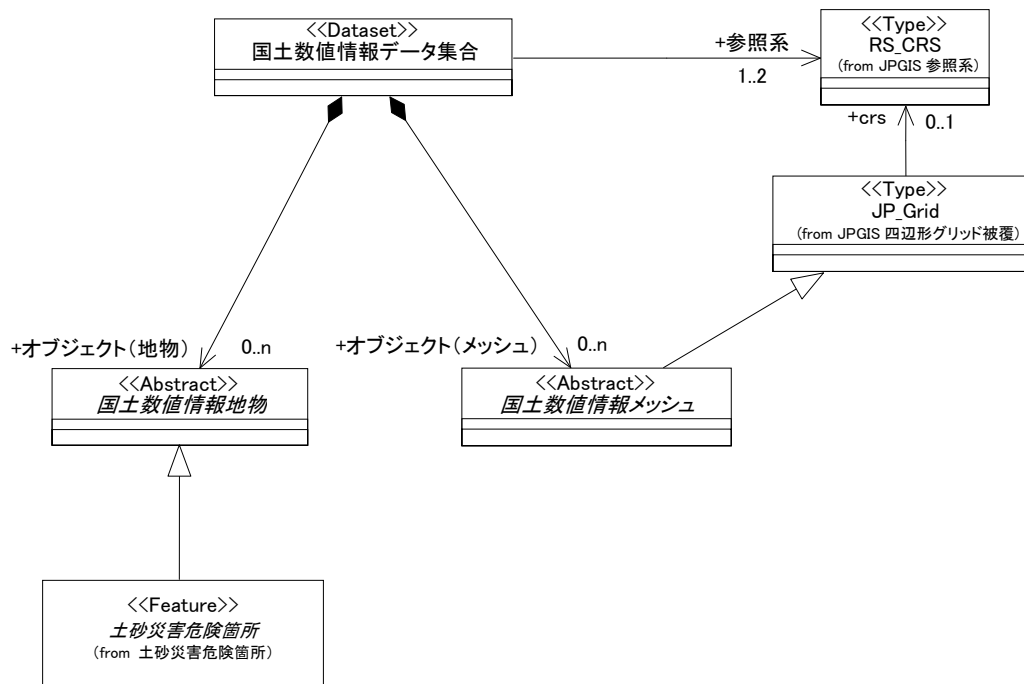 <<Dataset>>
国土数値情報データ集合
+参照系
1..2
<<Type>>
RS_CRS
(from JPGIS 参照系)
+crs
0..1
<<Type>>
JP_Grid
(from JPGIS 四辺形グリッド被覆)
+オブジェクト(地物)
0..n
+オブジェクト(メッシュ)
0..n
<<Abstract>>
国土数値情報地物
<<Abstract>>
国土数値情報メッシュ
<<Feature>>
土砂災害危険箇所
(from 土砂災害危険箇所)